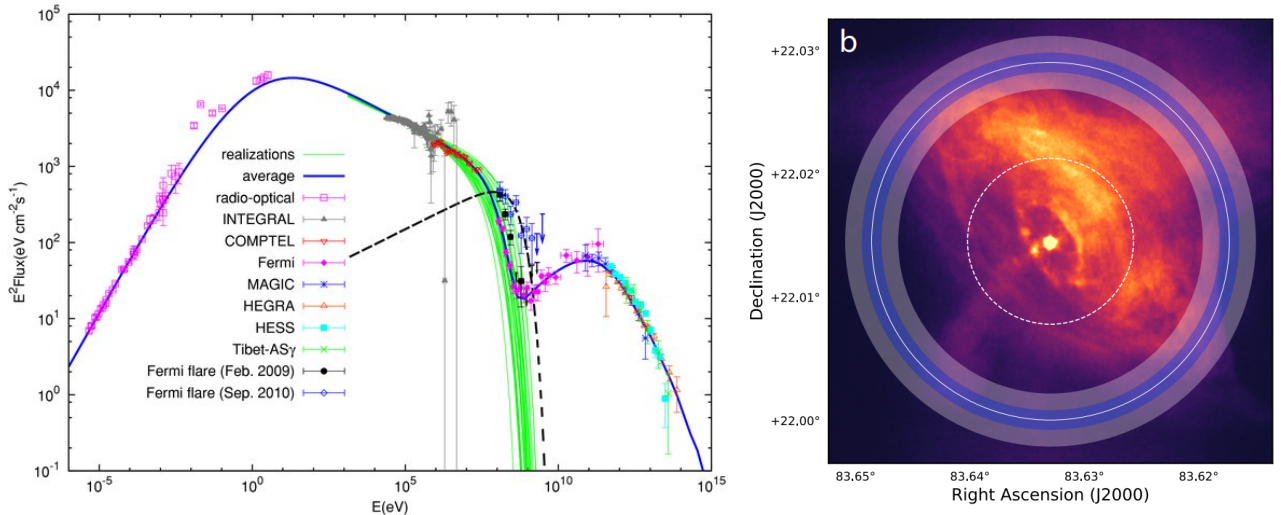 10^5
10^4
10^3
10^2
10^1
10^0
10^-1
E^2Flux(eV cm^-2s^-1)
realizations
average
radio-optical
INTEGRAL
COMPTEL
Fermi
MAGIC
HEGRA
HESS
Tibet-ASγ
Fermi flare (Feb. 2009)
Fermi flare (Sep. 2010)
10^-5
10^0
10^5
10^10
10^15
E(eV)
b
+22.03°
+22.02°
+22.01°
+22.00°
Declination (J2000)
83.65°
83.64°
83.63°
83.62°
Right Ascension (J2000)